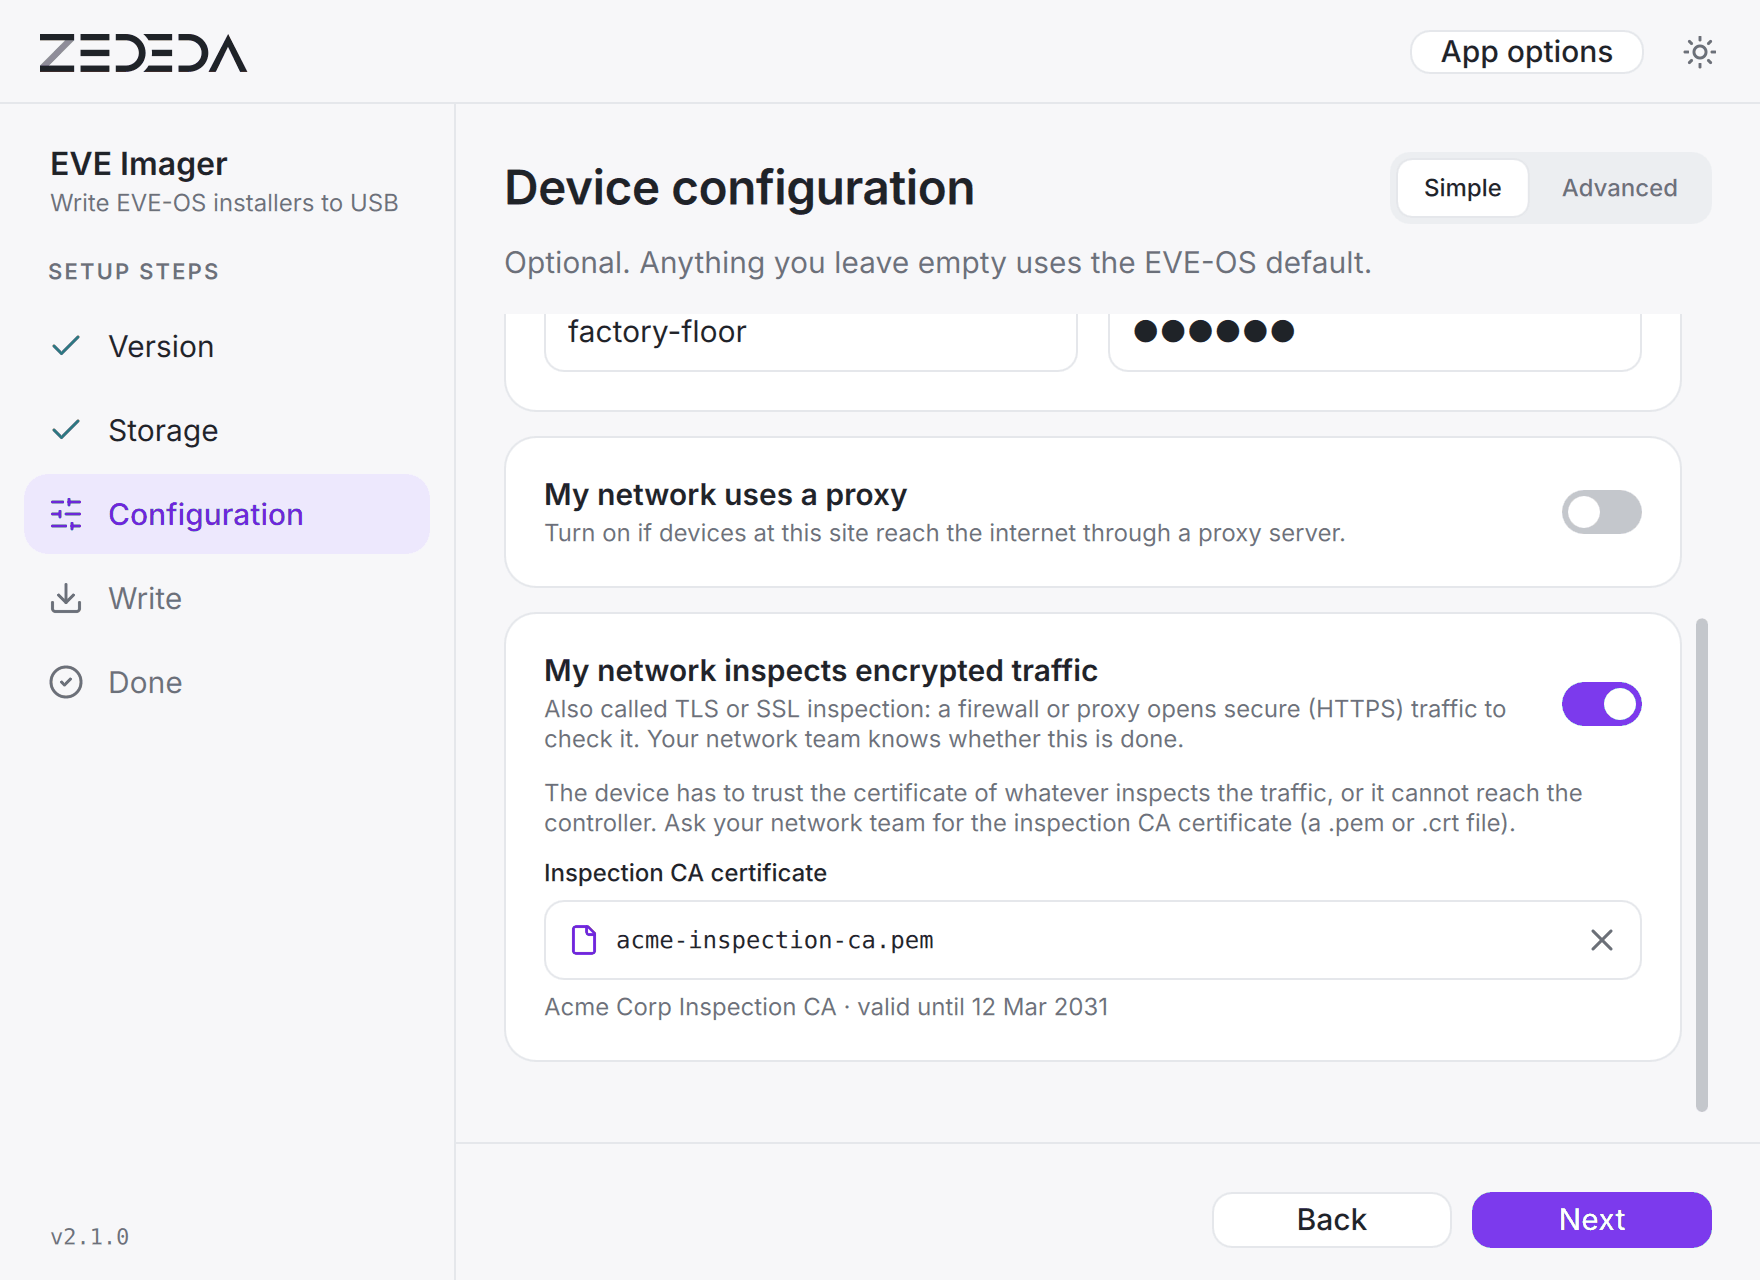 ZEDEDA
App options
EVE Imager
Write EVE-OS installers to USB
SETUP STEPS
Version
Storage
Configuration
Write
Done
v2.1.0
Device configuration
Simple
Advanced
Optional. Anything you leave empty uses the EVE-OS default.
factory-floor
●●●●●●
My network uses a proxy
Turn on if devices at this site reach the internet through a proxy server.
My network inspects encrypted traffic
Also called TLS or SSL inspection: a firewall or proxy opens secure (HTTPS) traffic to
check it. Your network team knows whether this is done.
The device has to trust the certificate of whatever inspects the traffic, or it cannot reach the
controller. Ask your network team for the inspection CA certificate (a .pem or .crt file).
Inspection CA certificate
acme-inspection-ca.pem
Acme Corp Inspection CA · valid until 12 Mar 2031
Back
Next